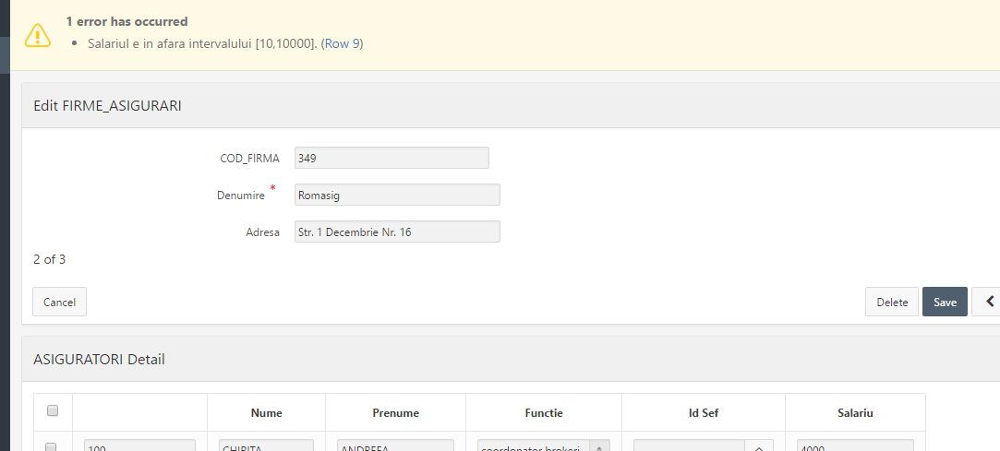 1 error has occurred
Salariul e in afara intervalului [10,10000]. (Row 9)
Edit FIRME_ASIGURARI
COD_FIRMA 349
Denumire * Romasig
Adresa Str. 1 Decembrie Nr. 16
2 of 3
Cancel Delete Save
ASIGURATORI Detail
Nume Prenume Functie Id Sef Salariu
100 CHIRITA ANDREEA coordonator brokeri 4000